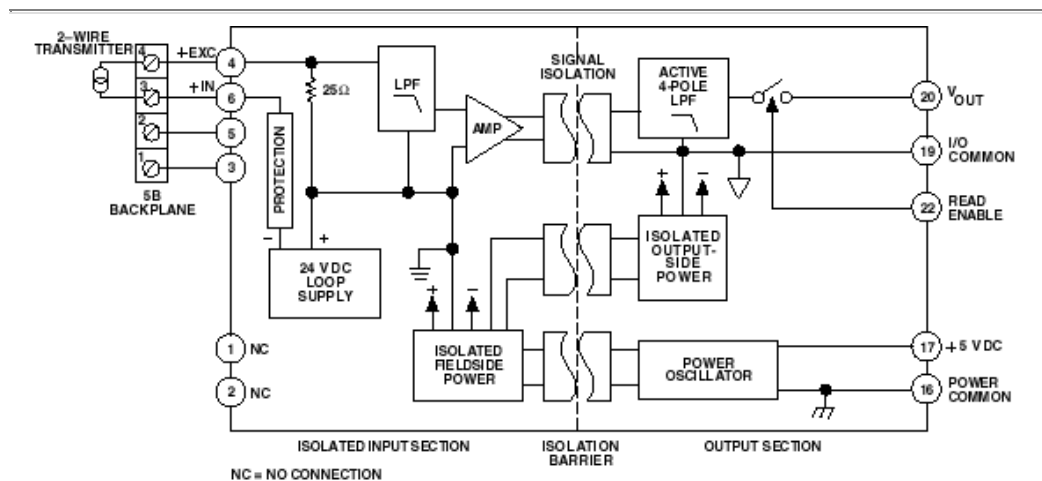 2–WIRE
TRANSMITTER
4
3
2
1
5B
BACKPLANE
+EXC
+IN
4
6
5
3
25Ω
LPF
AMP
PROTECTION
–
+
24 VDC
LOOP
SUPPLY
SIGNAL
ISOLATION
ACTIVE
4-POLE
LPF
20
VOUT
19
I/O
COMMON
22
READ
ENABLE
+
–
ISOLATED
OUTPUT-
SIDE
POWER
+
–
ISOLATED
FIELDSIDE
POWER
POWER
OSCILLATOR
17
+5 VDC
16
POWER
COMMON
1
NC
2
NC
ISOLATED INPUT SECTION
ISOLATION
BARRIER
OUTPUT SECTION
NC = NO CONNECTION